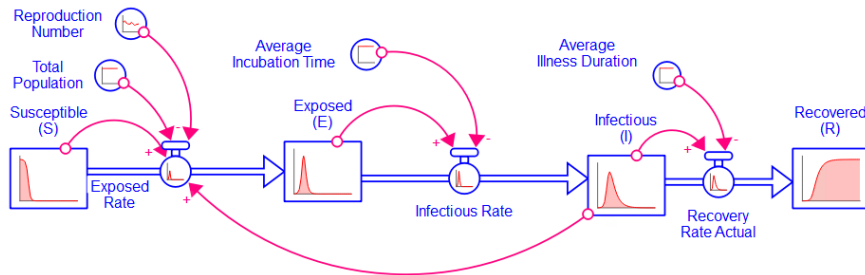 Reproduction
Number
Total
Population
Susceptible
(S)
Exposed
Rate
Average
Incubation Time
Exposed
(E)
Infectious Rate
Average
Illness Duration
Infectious
(I)
Recovery
Rate Actual
Recovered
(R)
-
+
+
+
-
+
-